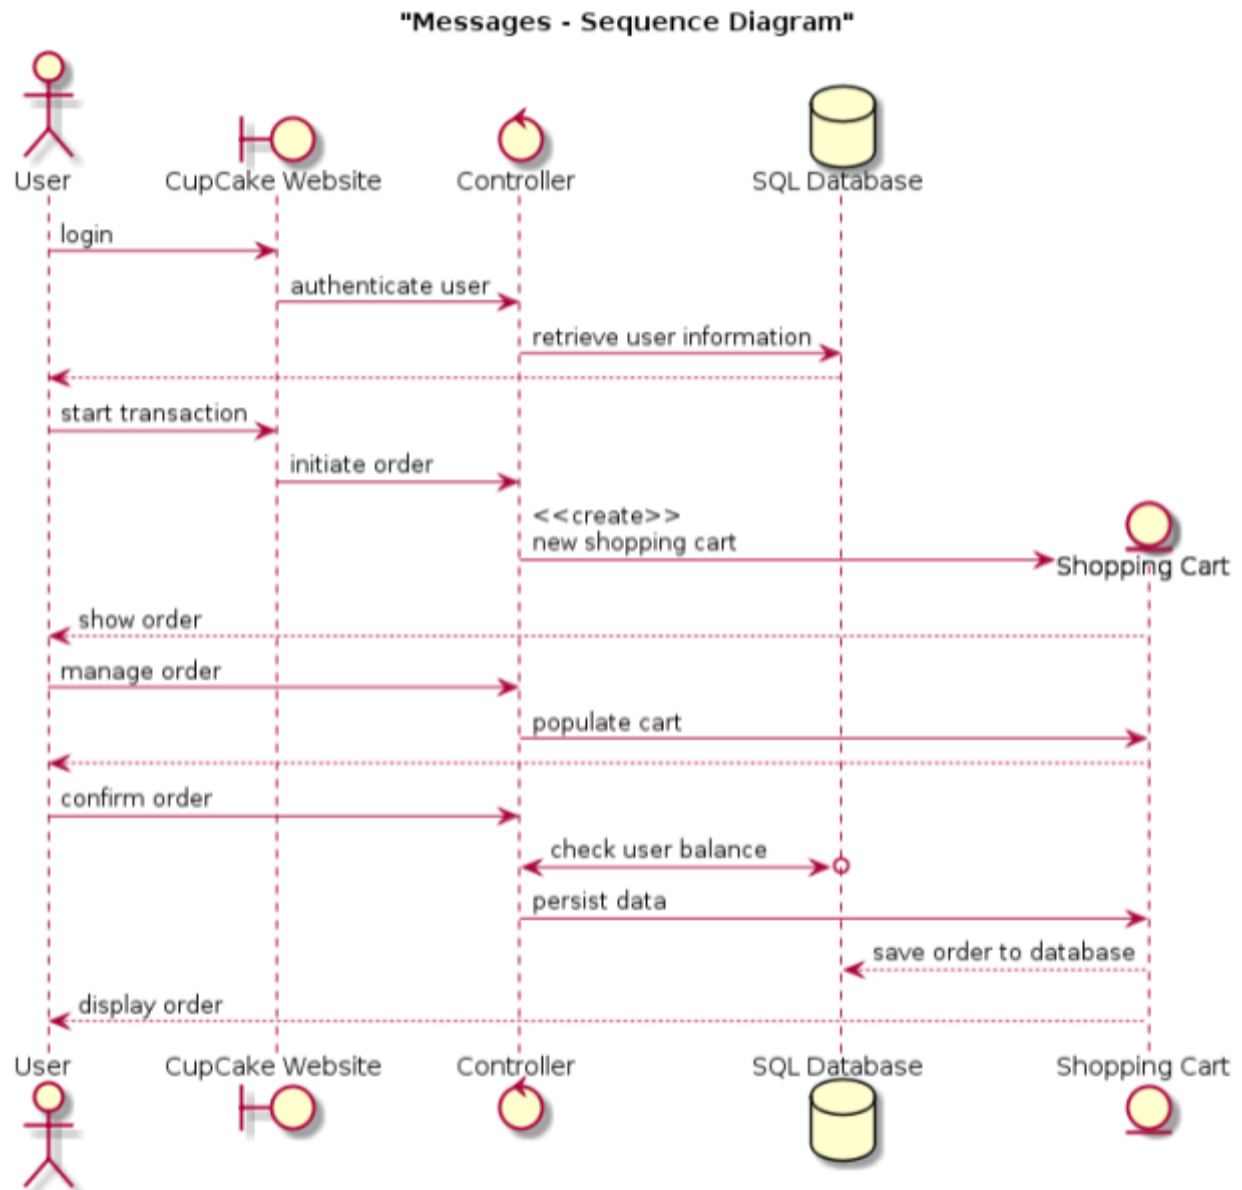 "Messages - Sequence Diagram"
User
CupCake Website
Controller
SQL Database
login
authenticate user
retrieve user information
start transaction
initiate order
<<create>>
new shopping cart
Shopping Cart
show order
manage order
populate cart
confirm order
check user balance
persist data
save order to database
display order
User
CupCake Website
Controller
SQL Database
Shopping Cart